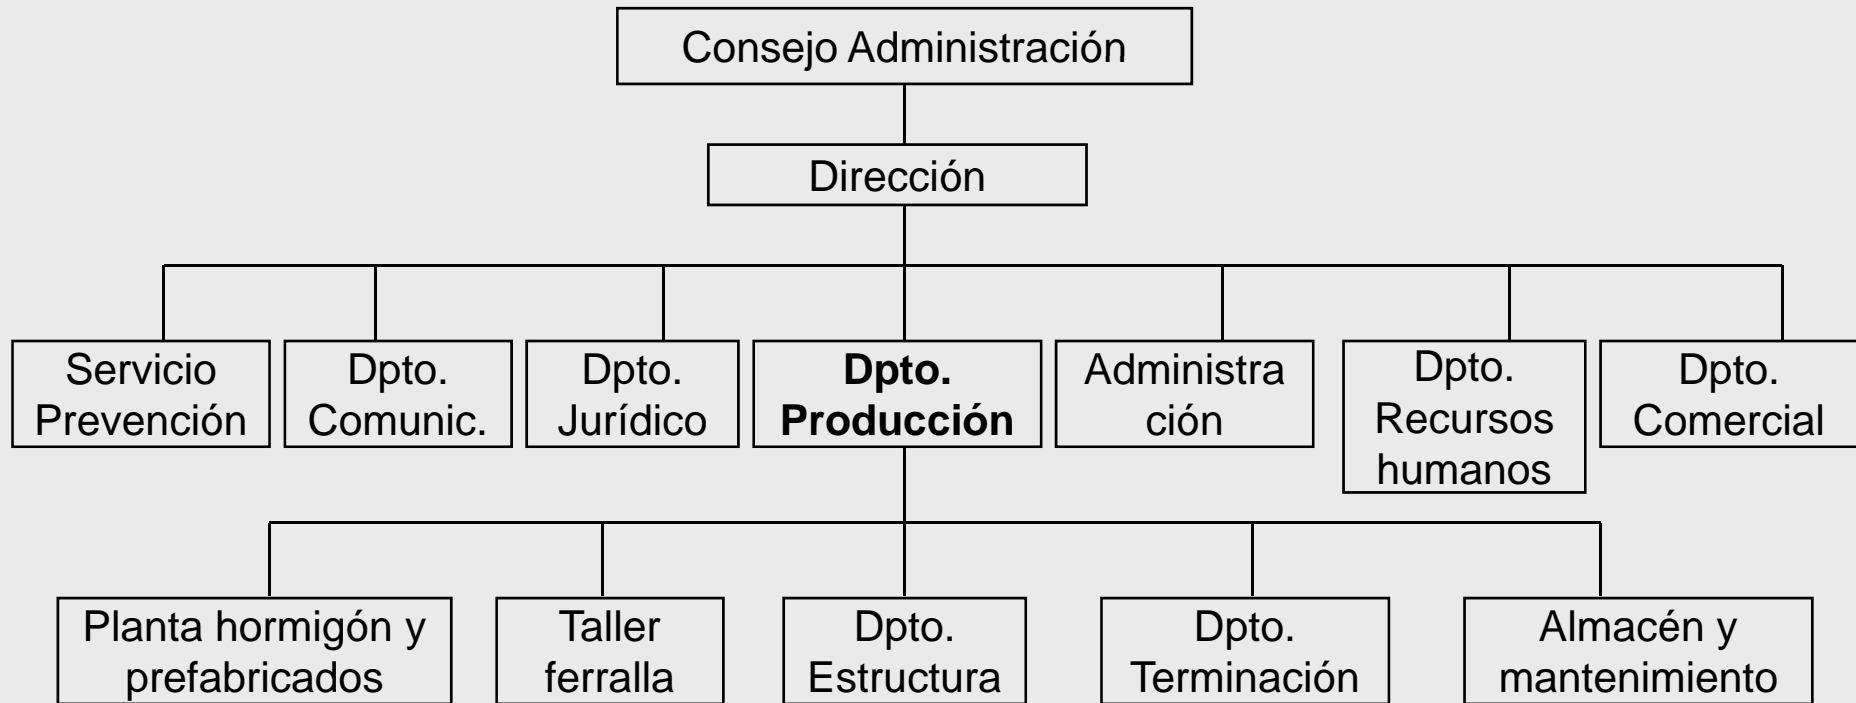 Consejo Administración
Dirección
Servicio
Prevención
Dpto.
Comunic.
Dpto.
Jurídico
Dpto.
Producción
Administra
ción
Dpto.
Recursos
humanos
Dpto.
Comercial
Planta hormigón y
prefabricados
Taller
ferralla
Dpto.
Estructura
Dpto.
Terminación
Almacén y
mantenimiento